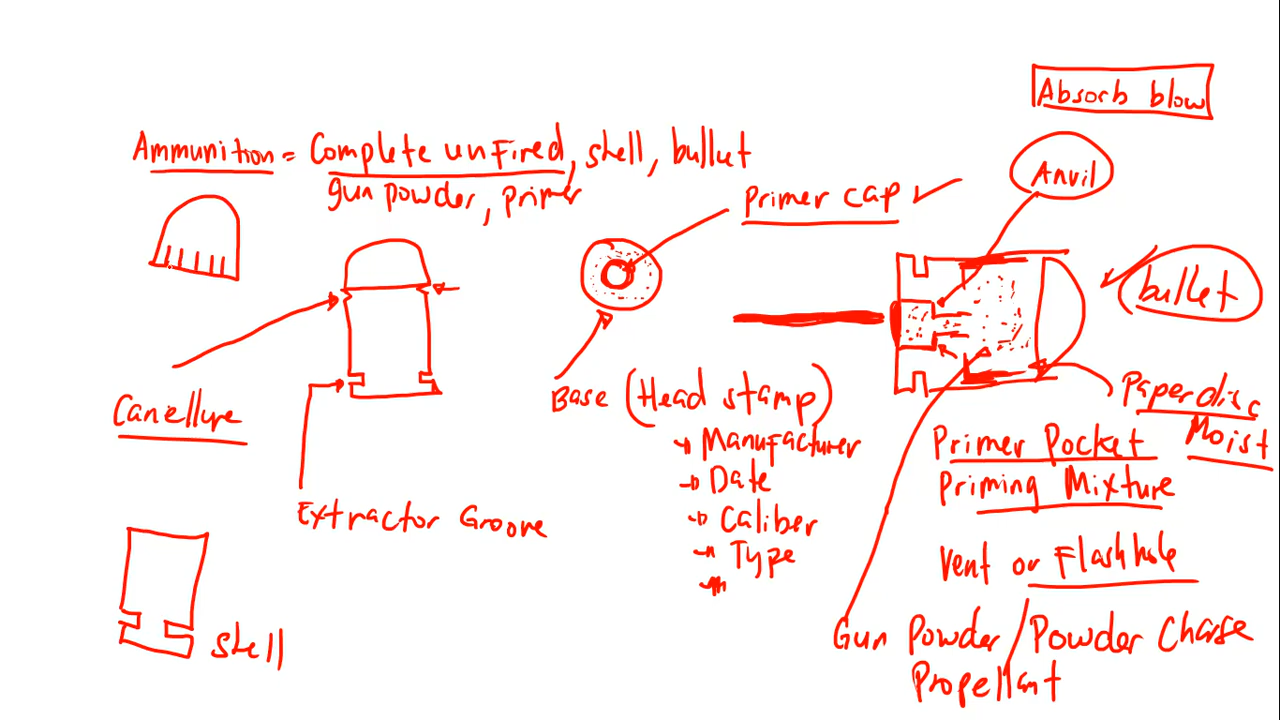 Absorb blow
Ammunition = Complete unfired, shell, bullet
gun powder, primer
Primer cap
Anvil
bullet
Canellure
Base (Head stamp)
Manufacturer
Date
Caliber
Type
Paper disc
Moist
Primer Pocket
Priming Mixture
Extractor Groove
Vent or Flashhole
shell
Gun Powder / Powder Charge
Propellant